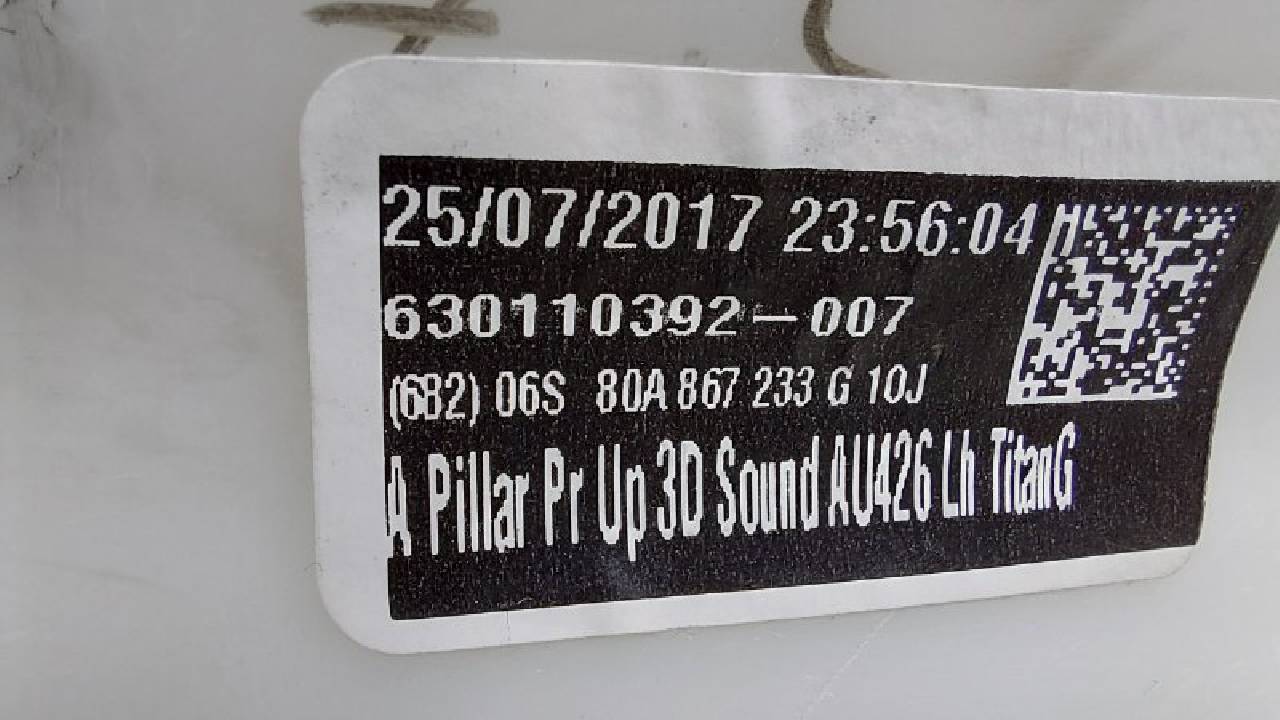 25/07/2017 23:56:04
630110392-007
(682) 06S 80A 867 233 G 10J
A Pillar Pr Up 3D Sound AU426 Lh TitanG